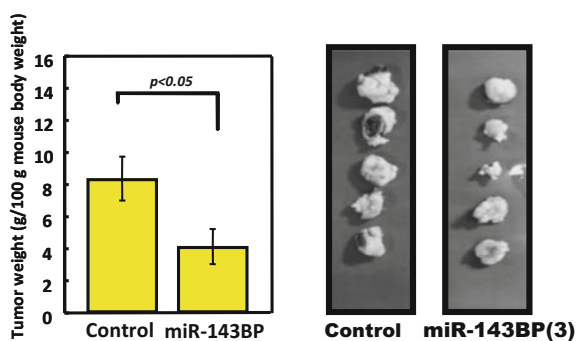 Tumor weight (g/100 g mouse body weight)
16
14
12
10
8
6
4
2
0
p<0.05
Control miR-143BP
Control miR-143BP(3)